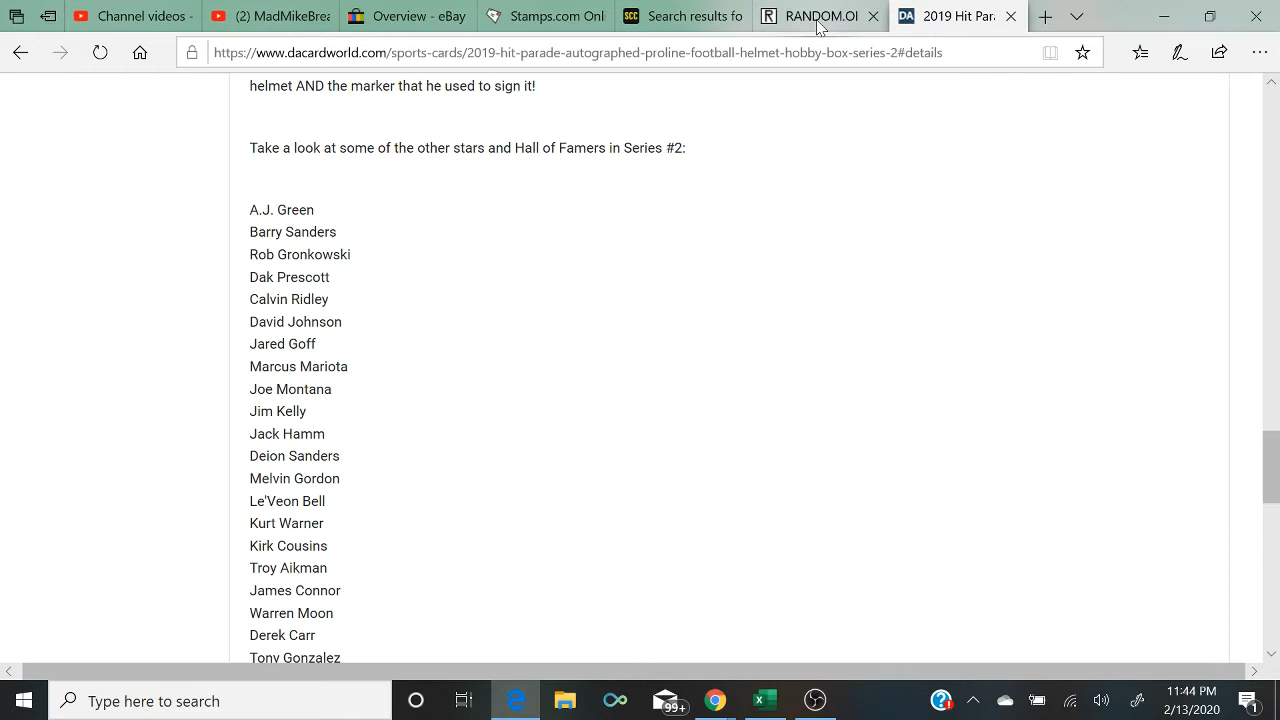 Channel videos -
(2) MadMikeBrea
Overview - eBay
Stamps.com Onl
SCC
Search results fo
R
RANDOM.OI
DA
2019 Hit Par
https://www.dacardworld.com/sports-cards/2019-hit-parade-autographed-proline-football-helmet-hobby-box-series-2#details
helmet AND the marker that he used to sign it!
Take a look at some of the other stars and Hall of Famers in Series #2:
A.J. Green
Barry Sanders
Rob Gronkowski
Dak Prescott
Calvin Ridley
David Johnson
Jared Goff
Marcus Mariota
Joe Montana
Jim Kelly
Jack Hamm
Deion Sanders
Melvin Gordon
Le'Veon Bell
Kurt Warner
Kirk Cousins
Troy Aikman
James Connor
Warren Moon
Derek Carr
Tony Gonzalez
Type here to search
99+
11:44 PM
2/13/2020
1